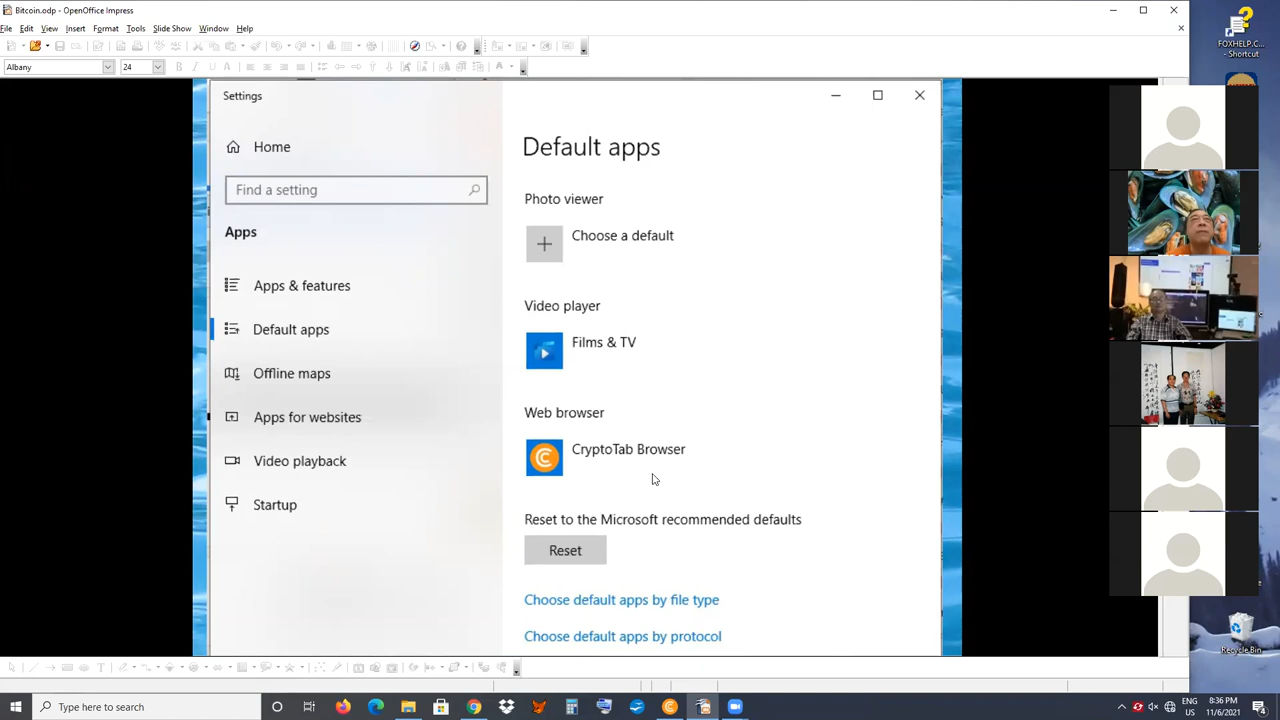 Bitcoin.odp - OpenOffice Impress
File Edit View Insert Format Tools Slide Show Window Help
Albany 24
FOXHELP.C...
- Shortcut
Settings
Home
Find a setting
Apps
Apps & features
Default apps
Offline maps
Apps for websites
Video playback
Startup
Default apps
Photo viewer
Choose a default
Video player
Films & TV
Web browser
CryptoTab Browser
Reset to the Microsoft recommended defaults
Reset
Choose default apps by file type
Choose default apps by protocol
Recycle Bin
Type here to search
ENG
US
8:36 PM
11/6/2021
4